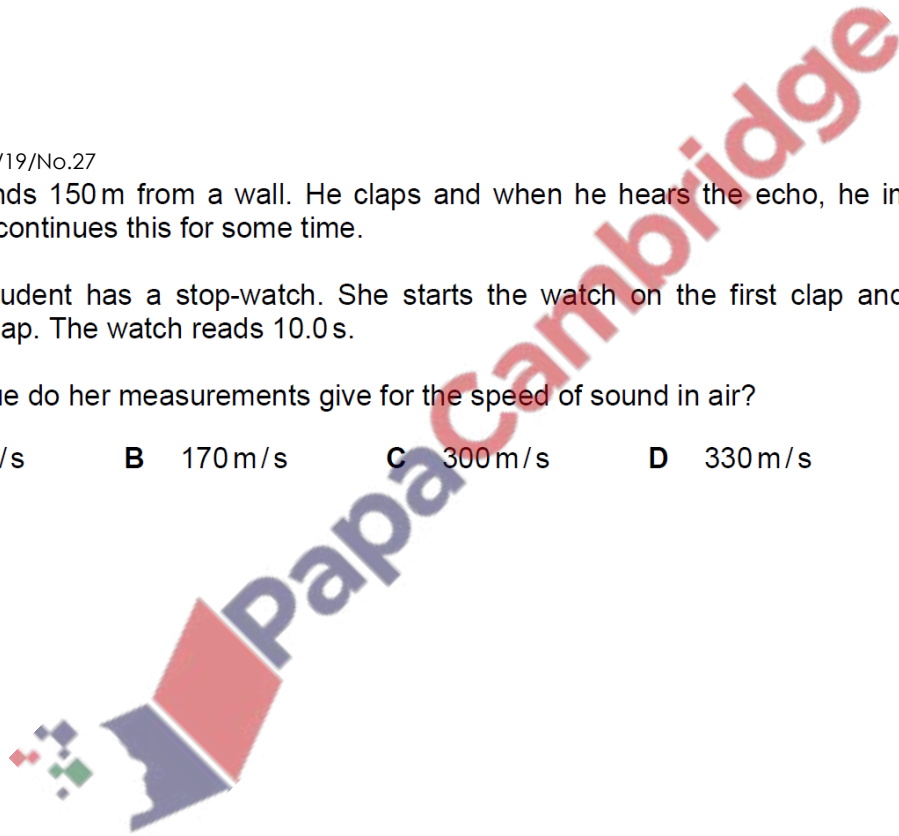 /19/No.27
nds 150 m from a wall. He claps and when he hears the echo, he im
continues this for some time.
udent has a stop-watch. She starts the watch on the first clap and
ap. The watch reads 10.0 s.
ue do her measurements give for the speed of sound in air?
/s B 170 m/s C 300 m/s D 330 m/s
PapaCambridge